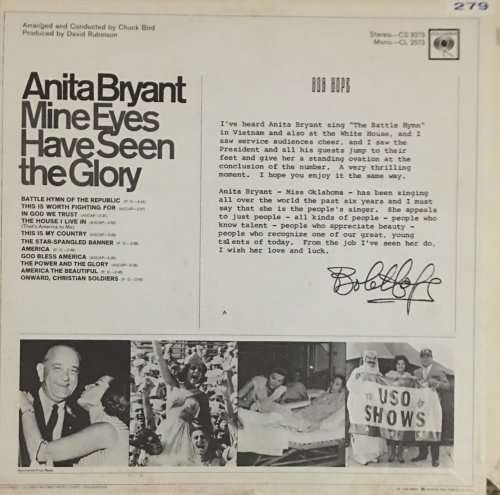 279
Arranged and Conducted by Chuck Bird
Produced by David Rubinson
Stereo—CS 9373
Mono—CL 2573
COLUMBIA
Anita Bryant
Mine Eyes
Have Seen
the Glory
BATTLE HYMN OF THE REPUBLIC
THIS IS WORTH FIGHTING FOR
IN GOD WE TRUST
THE HOUSE I LIVE IN
(That's America to Me)
THIS IS MY COUNTRY
THE STAR-SPANGLED BANNER
AMERICA
GOD BLESS AMERICA
THE POWER AND THE GLORY
AMERICA THE BEAUTIFUL
ONWARD, CHRISTIAN SOLDIERS
BOB HOPE
I've heard Anita Bryant sing "The Battle Hymn"
in Vietnam and also at the White House, and I
saw service audiences cheer, and I saw the
President and all his guests jump to their
feet and give her a standing ovation at the
conclusion of the number. A very thrilling
moment. I hope you enjoy it the same way.
Anita Bryant - Miss Oklahoma - has been singing
all over the world the past six years and I must
say that she is the people's singer. She appeals
to just people - all kinds of people - people who
know talent - people who appreciate beauty -
people who recognize one of our great, young
talents of today. From the job I've seen her do,
I wish her love and luck.
Bob Hope
USO
SHOWS